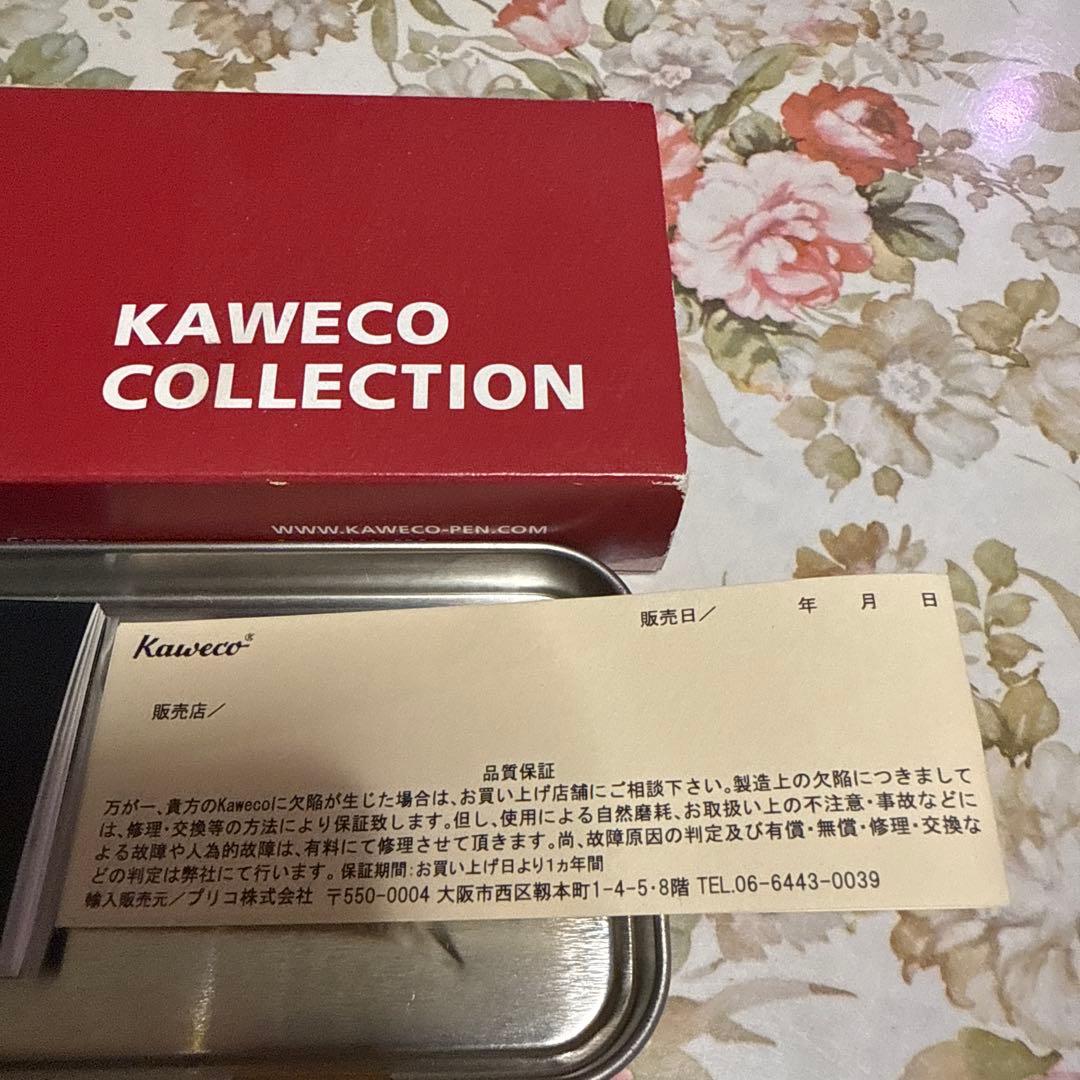 KAWECO
COLLECTION
WWW.KAWECO-PEN.COM
販売日／ 年 月 日
Kaweco®
販売店／
品質保証
万が一、貴方のKawecoに欠陥が生じた場合は、お買い上げ店舗にご相談下さい。製造上の欠陥につきまして
は、修理・交換等の方法により保証致します。但し、使用による自然磨耗、お取扱い上の不注意・事故などに
よる故障や人為的故障は、有料にて修理させて頂きます。尚、故障原因の判定及び有償・無償・修理・交換な
どの判定は弊社にて行います。保証期間：お買い上げ日より1ヵ年間
輸入販売元／プリコ株式会社 〒550-0004 大阪市西区靱本町1-4-5・8階 TEL.06-6443-0039